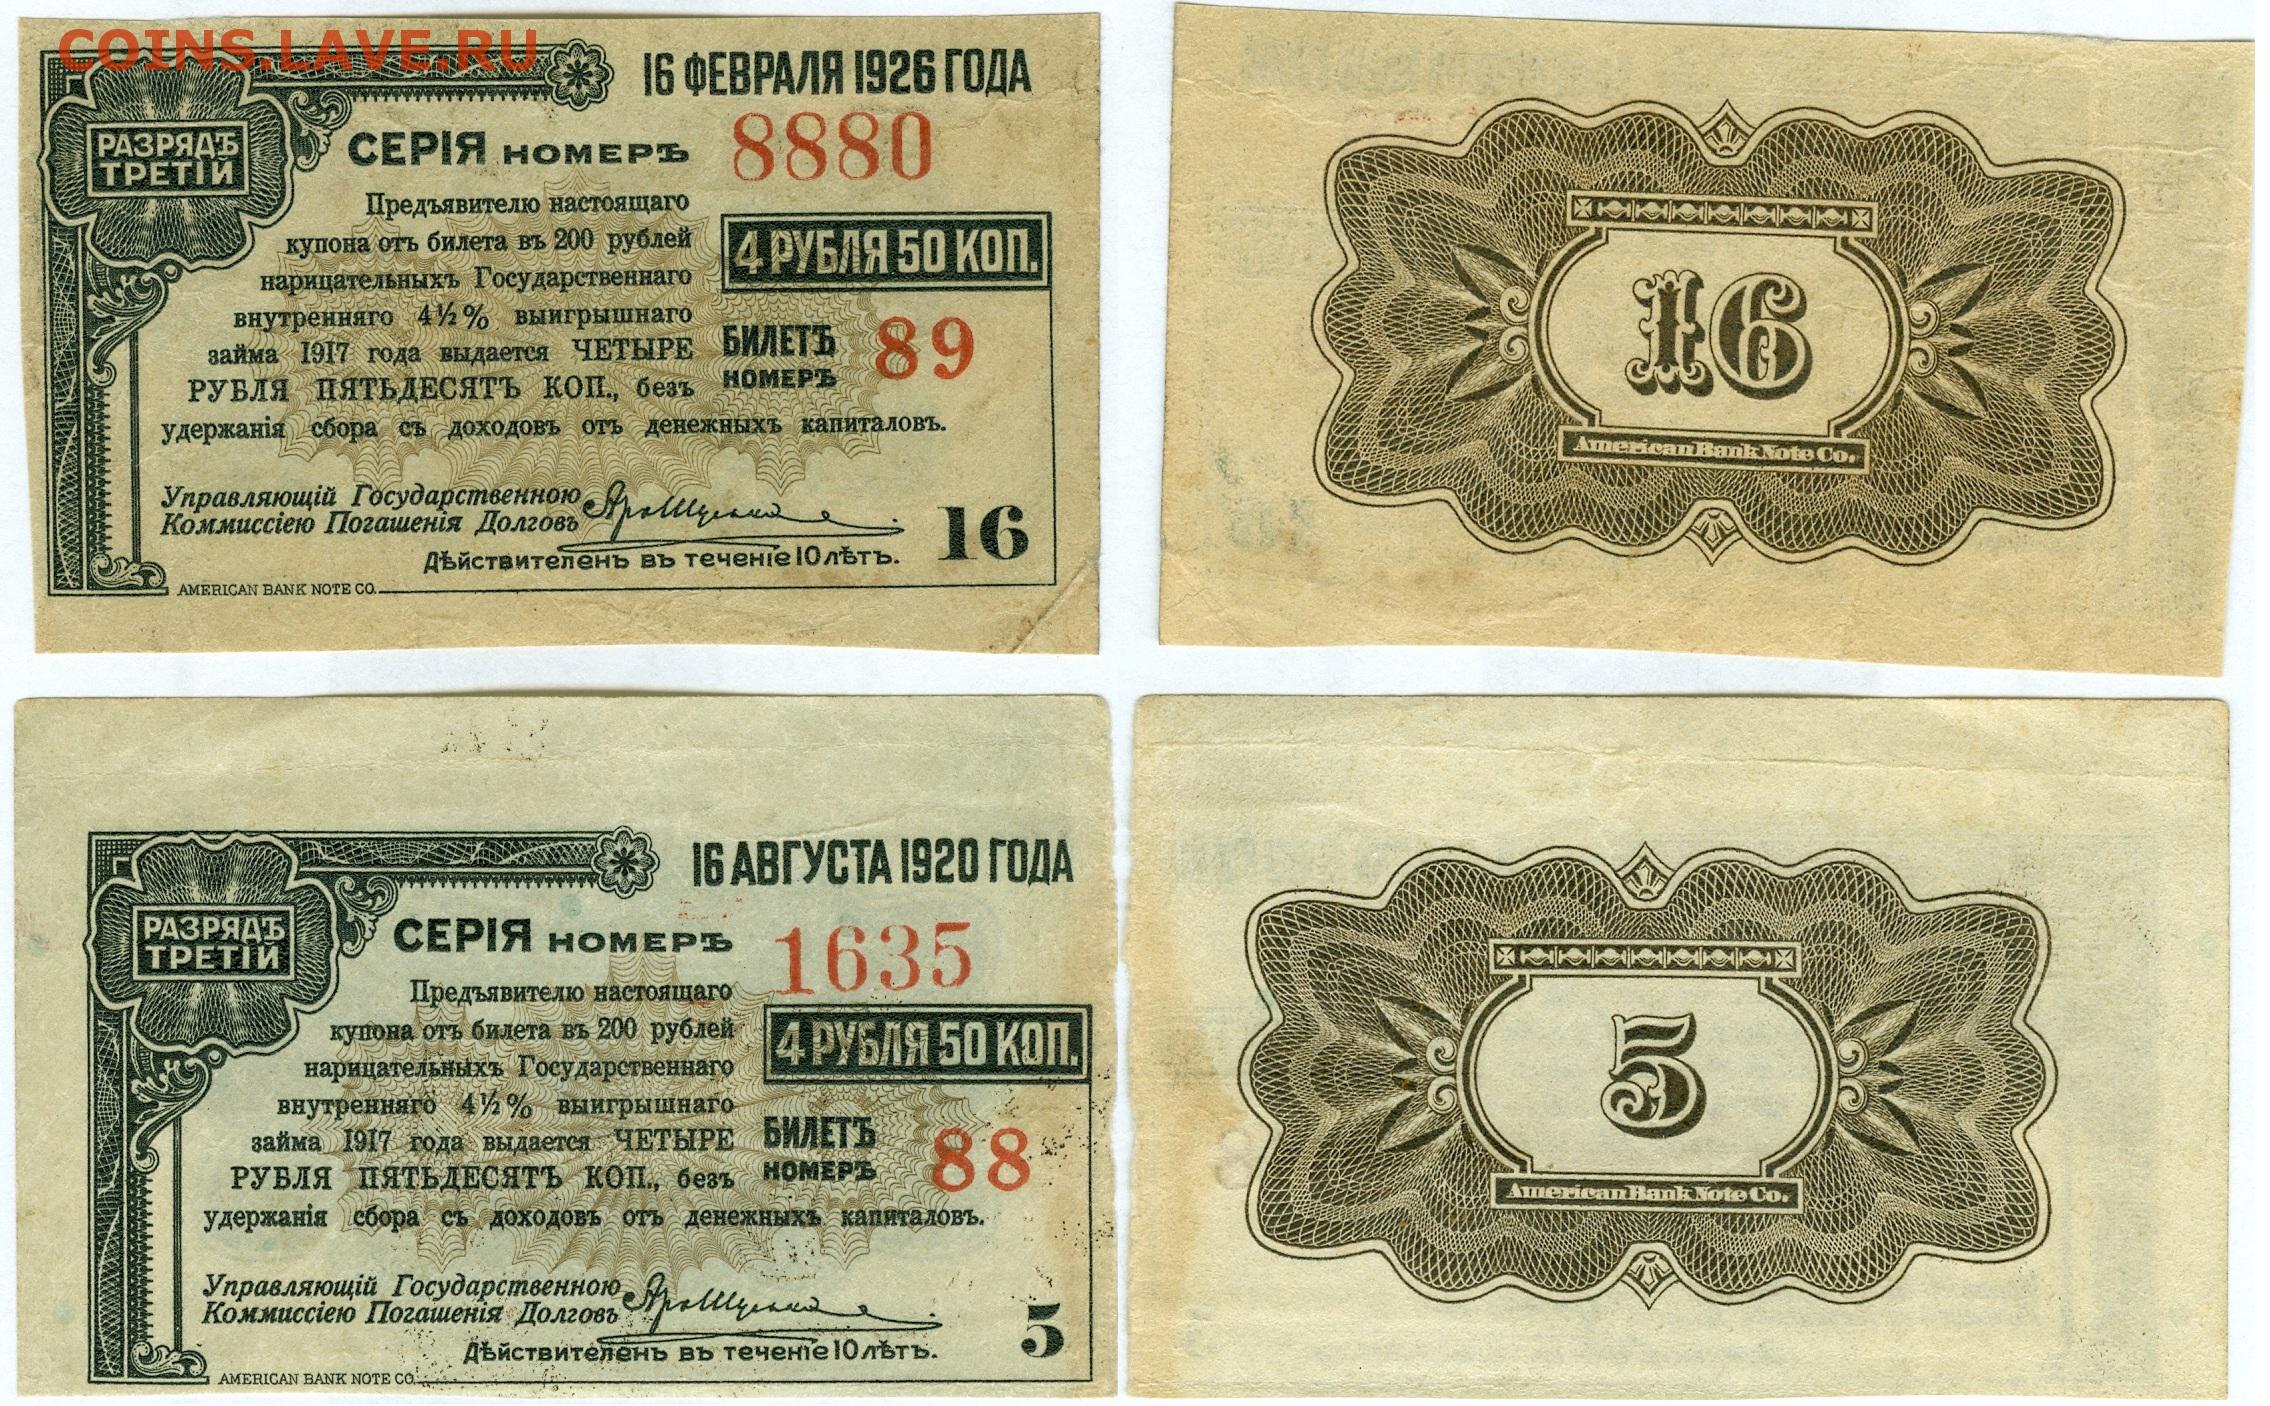 COINS.LAVE.RU
16 ФЕВРАЛЯ 1926 ГОДА
РАЗРЯДЪ
ТРЕТІЙ
СЕРІЯ НОМЕРЪ 8880
Предъявителю настоящаго
купона отъ билета въ 200 рублей
нарицательныхъ Государственнаго
внутренняго 4½% выигрышнаго
займа 1917 года выдается ЧЕТЫРЕ
РУБЛЯ ПЯТЬДЕСЯТЪ КОП., безъ
удержанія сбора съ доходовъ отъ денежныхъ капиталовъ.
4 РУБЛЯ 50 КОП.
БИЛЕТЪ
НОМЕРЪ 89
Управляющій Государственною
Коммиссіею Погашенія Долговъ
Дѣйствителенъ въ теченіе 10 лѣтъ.
16
AMERICAN BANK NOTE CO.
16
American Bank Note Co.
16 АВГУСТА 1920 ГОДА
РАЗРЯДЪ
ТРЕТІЙ
СЕРІЯ НОМЕРЪ 1635
Предъявителю настоящаго
купона отъ билета въ 200 рублей
нарицательныхъ Государственнаго
внутренняго 4½% выигрышнаго
займа 1917 года выдается ЧЕТЫРЕ
РУБЛЯ ПЯТЬДЕСЯТЪ КОП., безъ
удержанія сбора съ доходовъ отъ денежныхъ капиталовъ.
4 РУБЛЯ 50 КОП.
БИЛЕТЪ
НОМЕРЪ 88
Управляющій Государственною
Коммиссіею Погашенія Долговъ
Дѣйствителенъ въ теченіе 10 лѣтъ.
5
AMERICAN BANK NOTE CO.
5
American Bank Note Co.